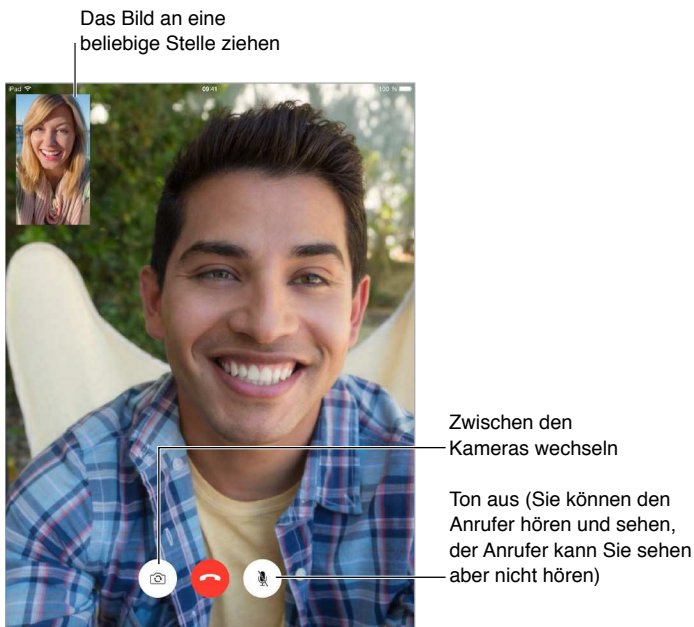 Das Bild an eine
beliebige Stelle ziehen
iPad 09:41 100 %
Zwischen den
Kameras wechseln
Ton aus (Sie können den
Anrufer hören und sehen,
der Anrufer kann Sie sehen
aber nicht hören)